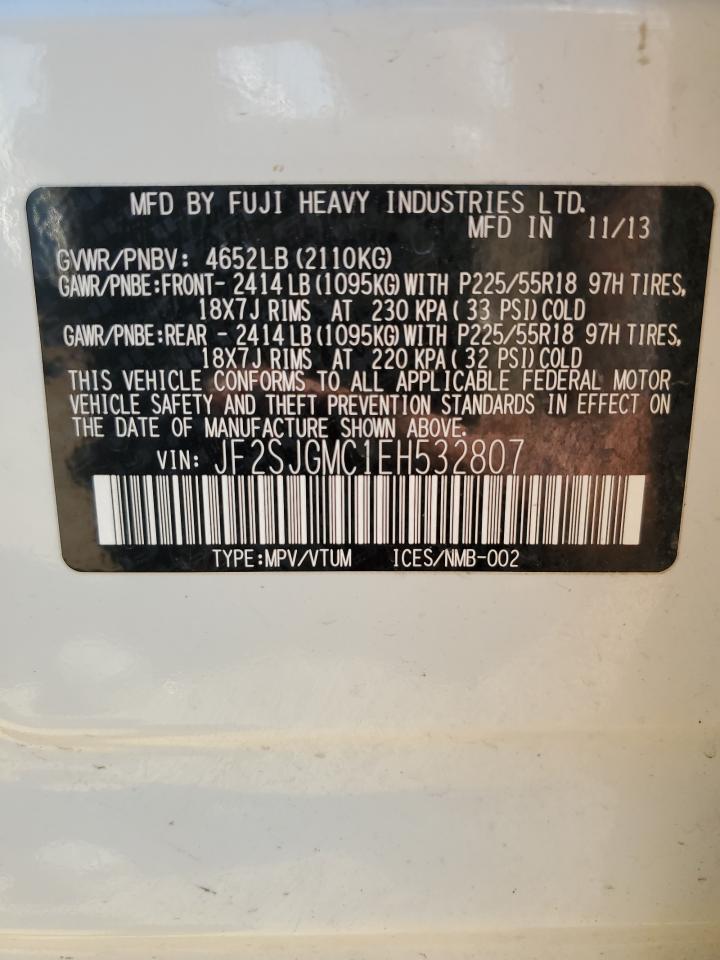 MFD BY FUJI HEAVY INDUSTRIES LTD.
MFD IN 11/13
GVWR/PNBV: 4652LB(2110KG)
GAWR/PNBE:FRONT- 2414LB(1095KG)WITH P225/55R18 97H TIRES,
18X7J RIMS AT 230 KPA( 33 PSI)COLD
GAWR/PNBE:REAR - 2414LB(1095KG)WITH P225/55R18 97H TIRES,
18X7J RIMS AT 220 KPA( 32 PSI)COLD
THIS VEHICLE CONFORMS TO ALL APPLICABLE FEDERAL MOTOR
VEHICLE SAFETY AND THEFT PREVENTION STANDARDS IN EFFECT ON
THE DATE OF MANUFACTURE SHOWN ABOVE.
VIN: JF2SJGMC1EH532807
TYPE:MPV/VTUM ICES/NMB-002